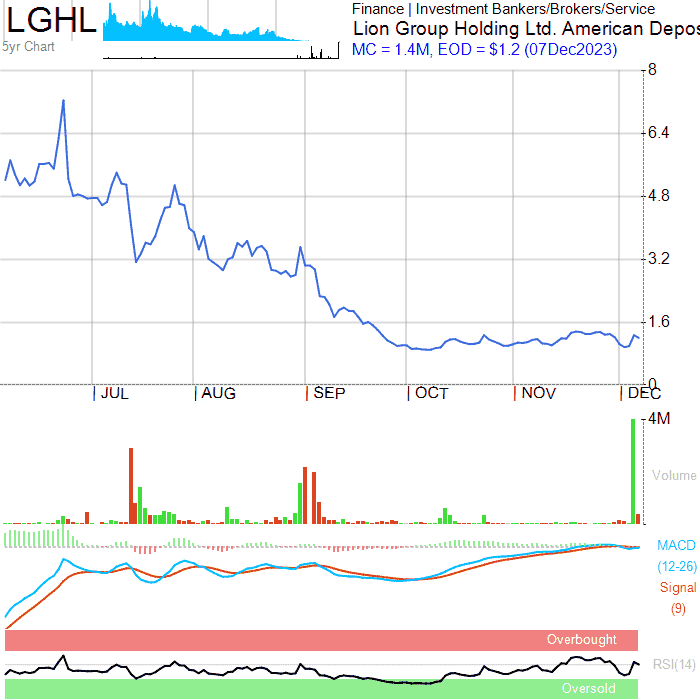 LGHL
5yr Chart
Finance | Investment Bankers/Brokers/Service
Lion Group Holding Ltd. American Depos
MC = 1.4M, EOD = $1.2 (07Dec2023)
8
6.4
4.8
3.2
1.6
0
JUL AUG SEP OCT NOV DEC
4M
Volume
MACD
(12-26)
Signal
(9)
Overbought
RSI(14)
Oversold